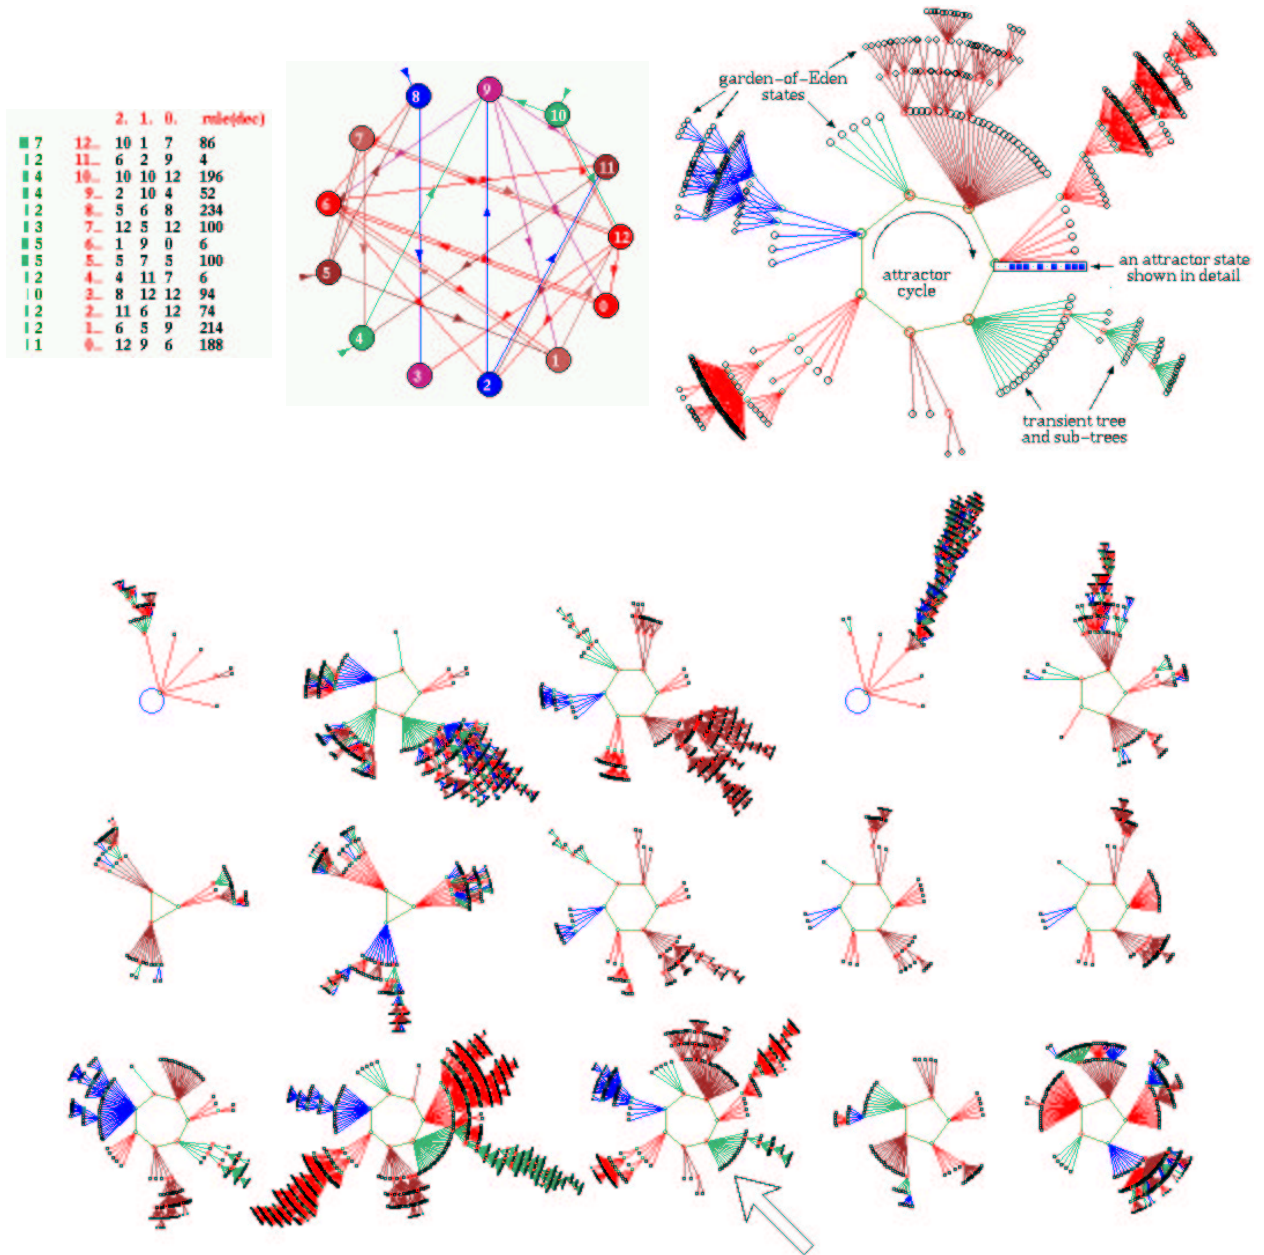 2. 1. 0. rule(dec)
7 12... 10 1 7 86
2 11... 6 2 9 4
4 10... 10 10 12 196
4 9... 2 10 4 52
2 8... 5 6 8 234
3 7... 12 5 12 100
5 6... 1 9 0 6
5 5... 5 7 5 100
2 4... 4 11 7 6
0 3... 8 12 12 94
2 2... 11 6 12 74
2 1... 6 5 9 214
1 0... 12 9 6 188
8
9
10
7
11
6
12
5
0
4
1
3
2
garden-of-Eden
states
attractor
cycle
an attractor state
shown in detail
transient tree
and sub-trees